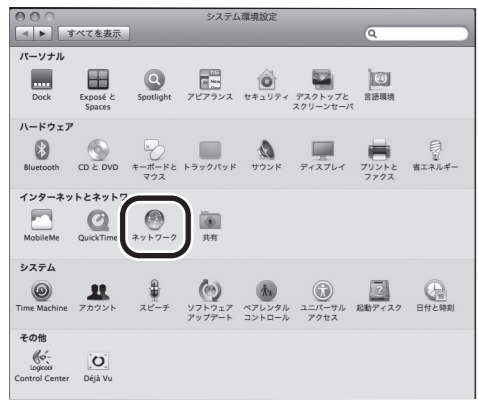 システム環境設定
すべてを表示
パーソナル
Dock
Exposé と
Spaces
Spotlight
アピアランス
セキュリティ
デスクトップと
スクリーンセーバ
言語環境
ハードウェア
Bluetooth
CD と DVD
キーボードと
マウス
トラックパッド
サウンド
ディスプレイ
プリントと
ファクス
省エネルギー
インターネットとネットワ
MobileMe
QuickTime
ネットワーク
共有
システム
Time Machine
アカウント
スピーチ
ソフトウェア
アップデート
ペアレンタル
コントロール
ユニバーサル
アクセス
起動ディスク
日付と時刻
その他
Logicool
Control Center
Déjà Vu